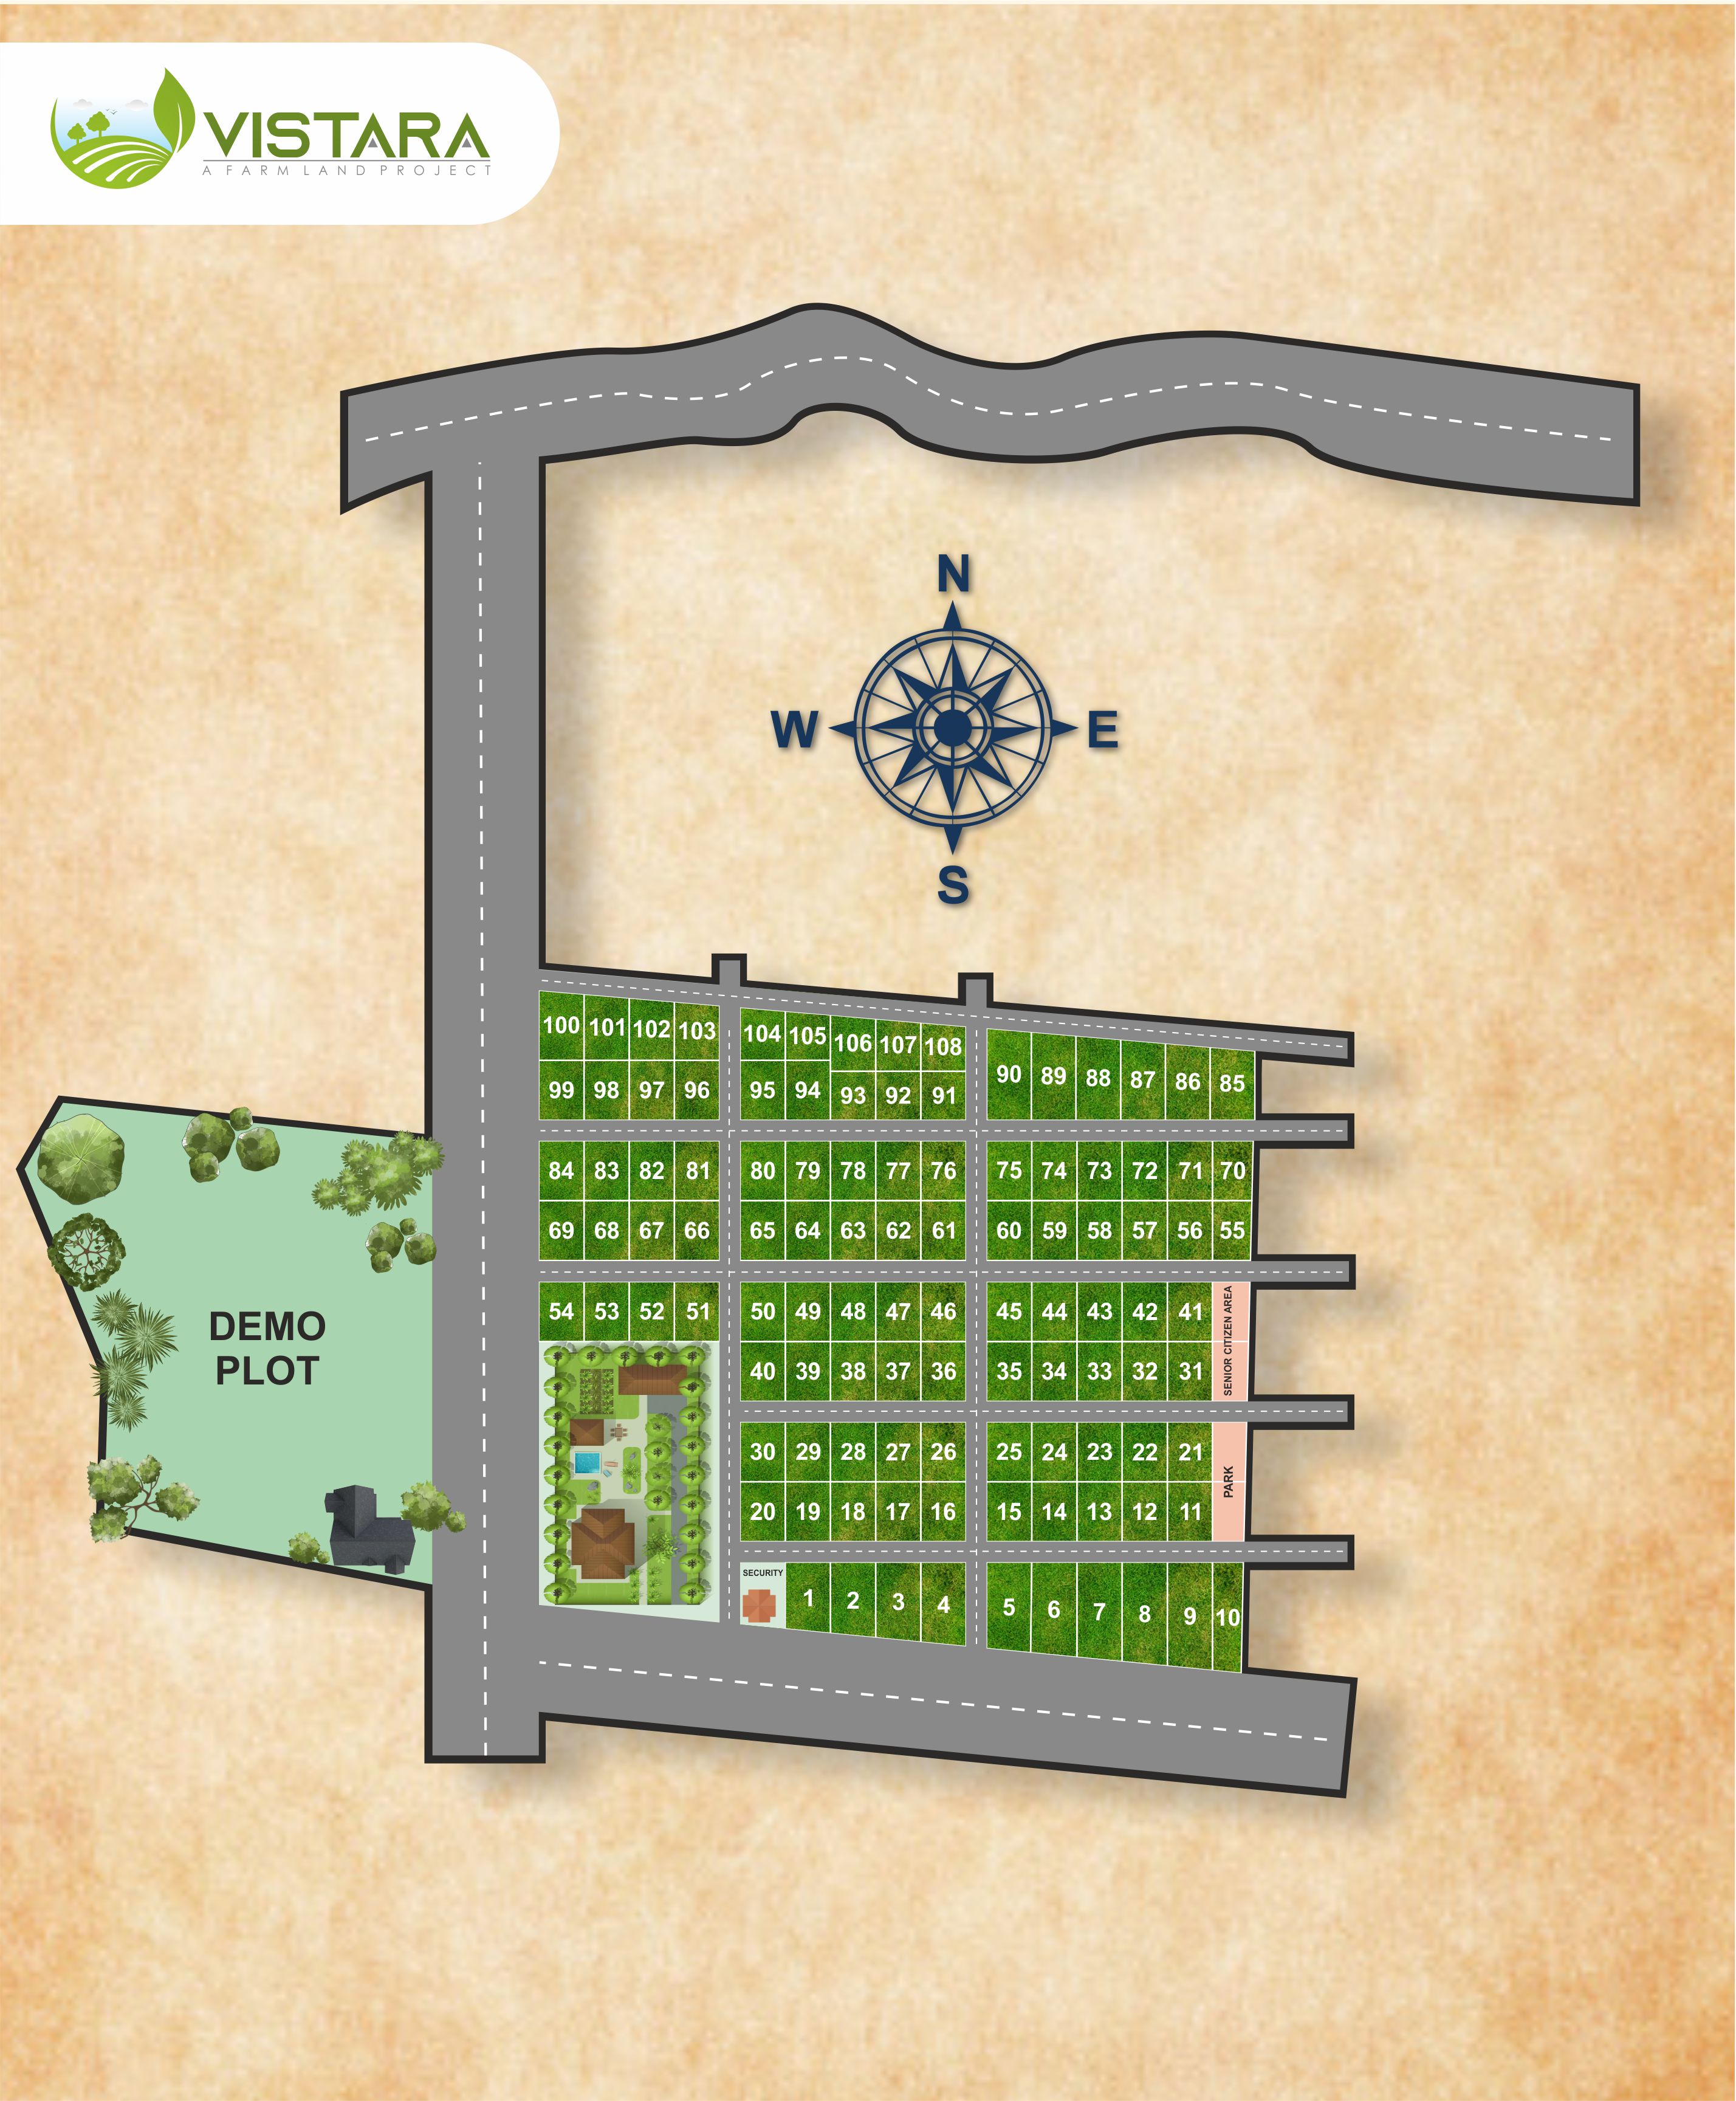 VISTARA
A FARM LAND PROJECT
N
W E
S
100 101 102 103 104 105 106 107 108
90 89 88 87 86 85
99 98 97 96 95 94 93 92 91
84 83 82 81 80 79 78 77 76 75 74 73 72 71 70
69 68 67 66 65 64 63 62 61 60 59 58 57 56 55
54 53 52 51 50 49 48 47 46 45 44 43 42 41
SENIOR CITIZEN AREA
DEMO
PLOT
40 39 38 37 36 35 34 33 32 31
30 29 28 27 26 25 24 23 22 21
PARK
20 19 18 17 16 15 14 13 12 11
SECURITY
1 2 3 4 5 6 7 8 9 10